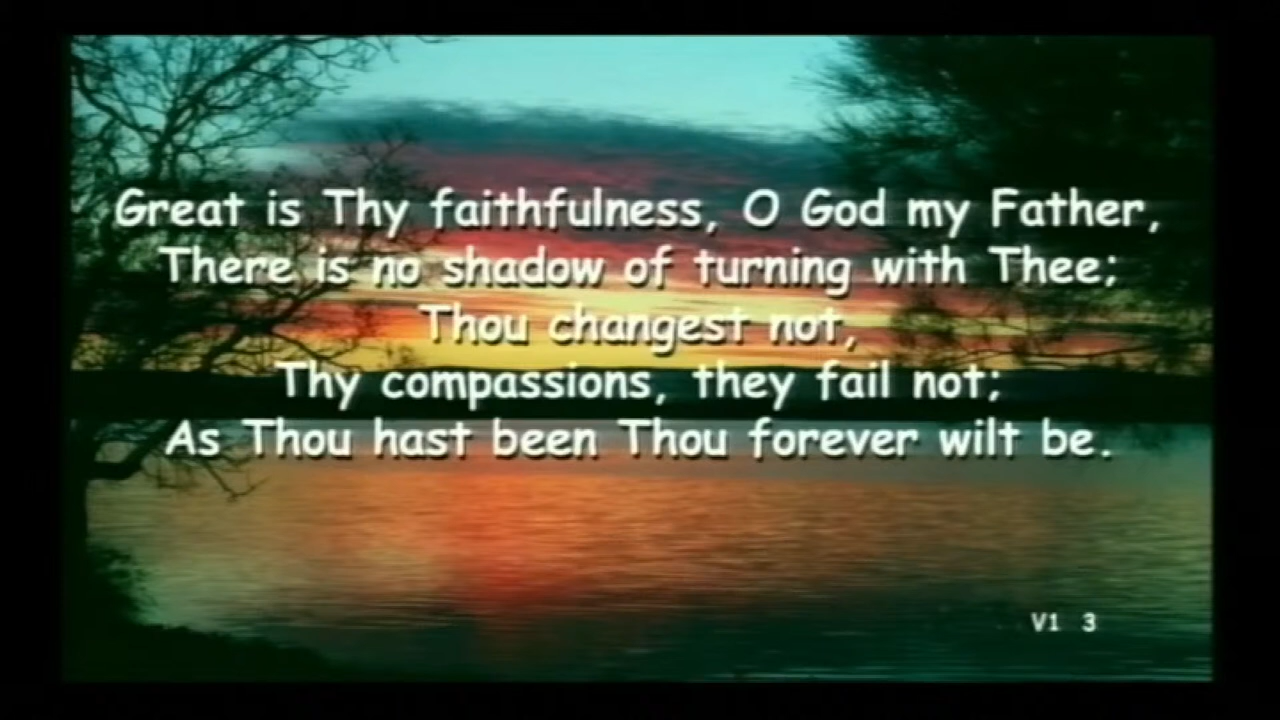 Great is Thy faithfulness, O God my Father,
There is no shadow of turning with Thee;
Thou changest not,
Thy compassions, they fail not;
As Thou hast been Thou forever wilt be.
V1 3